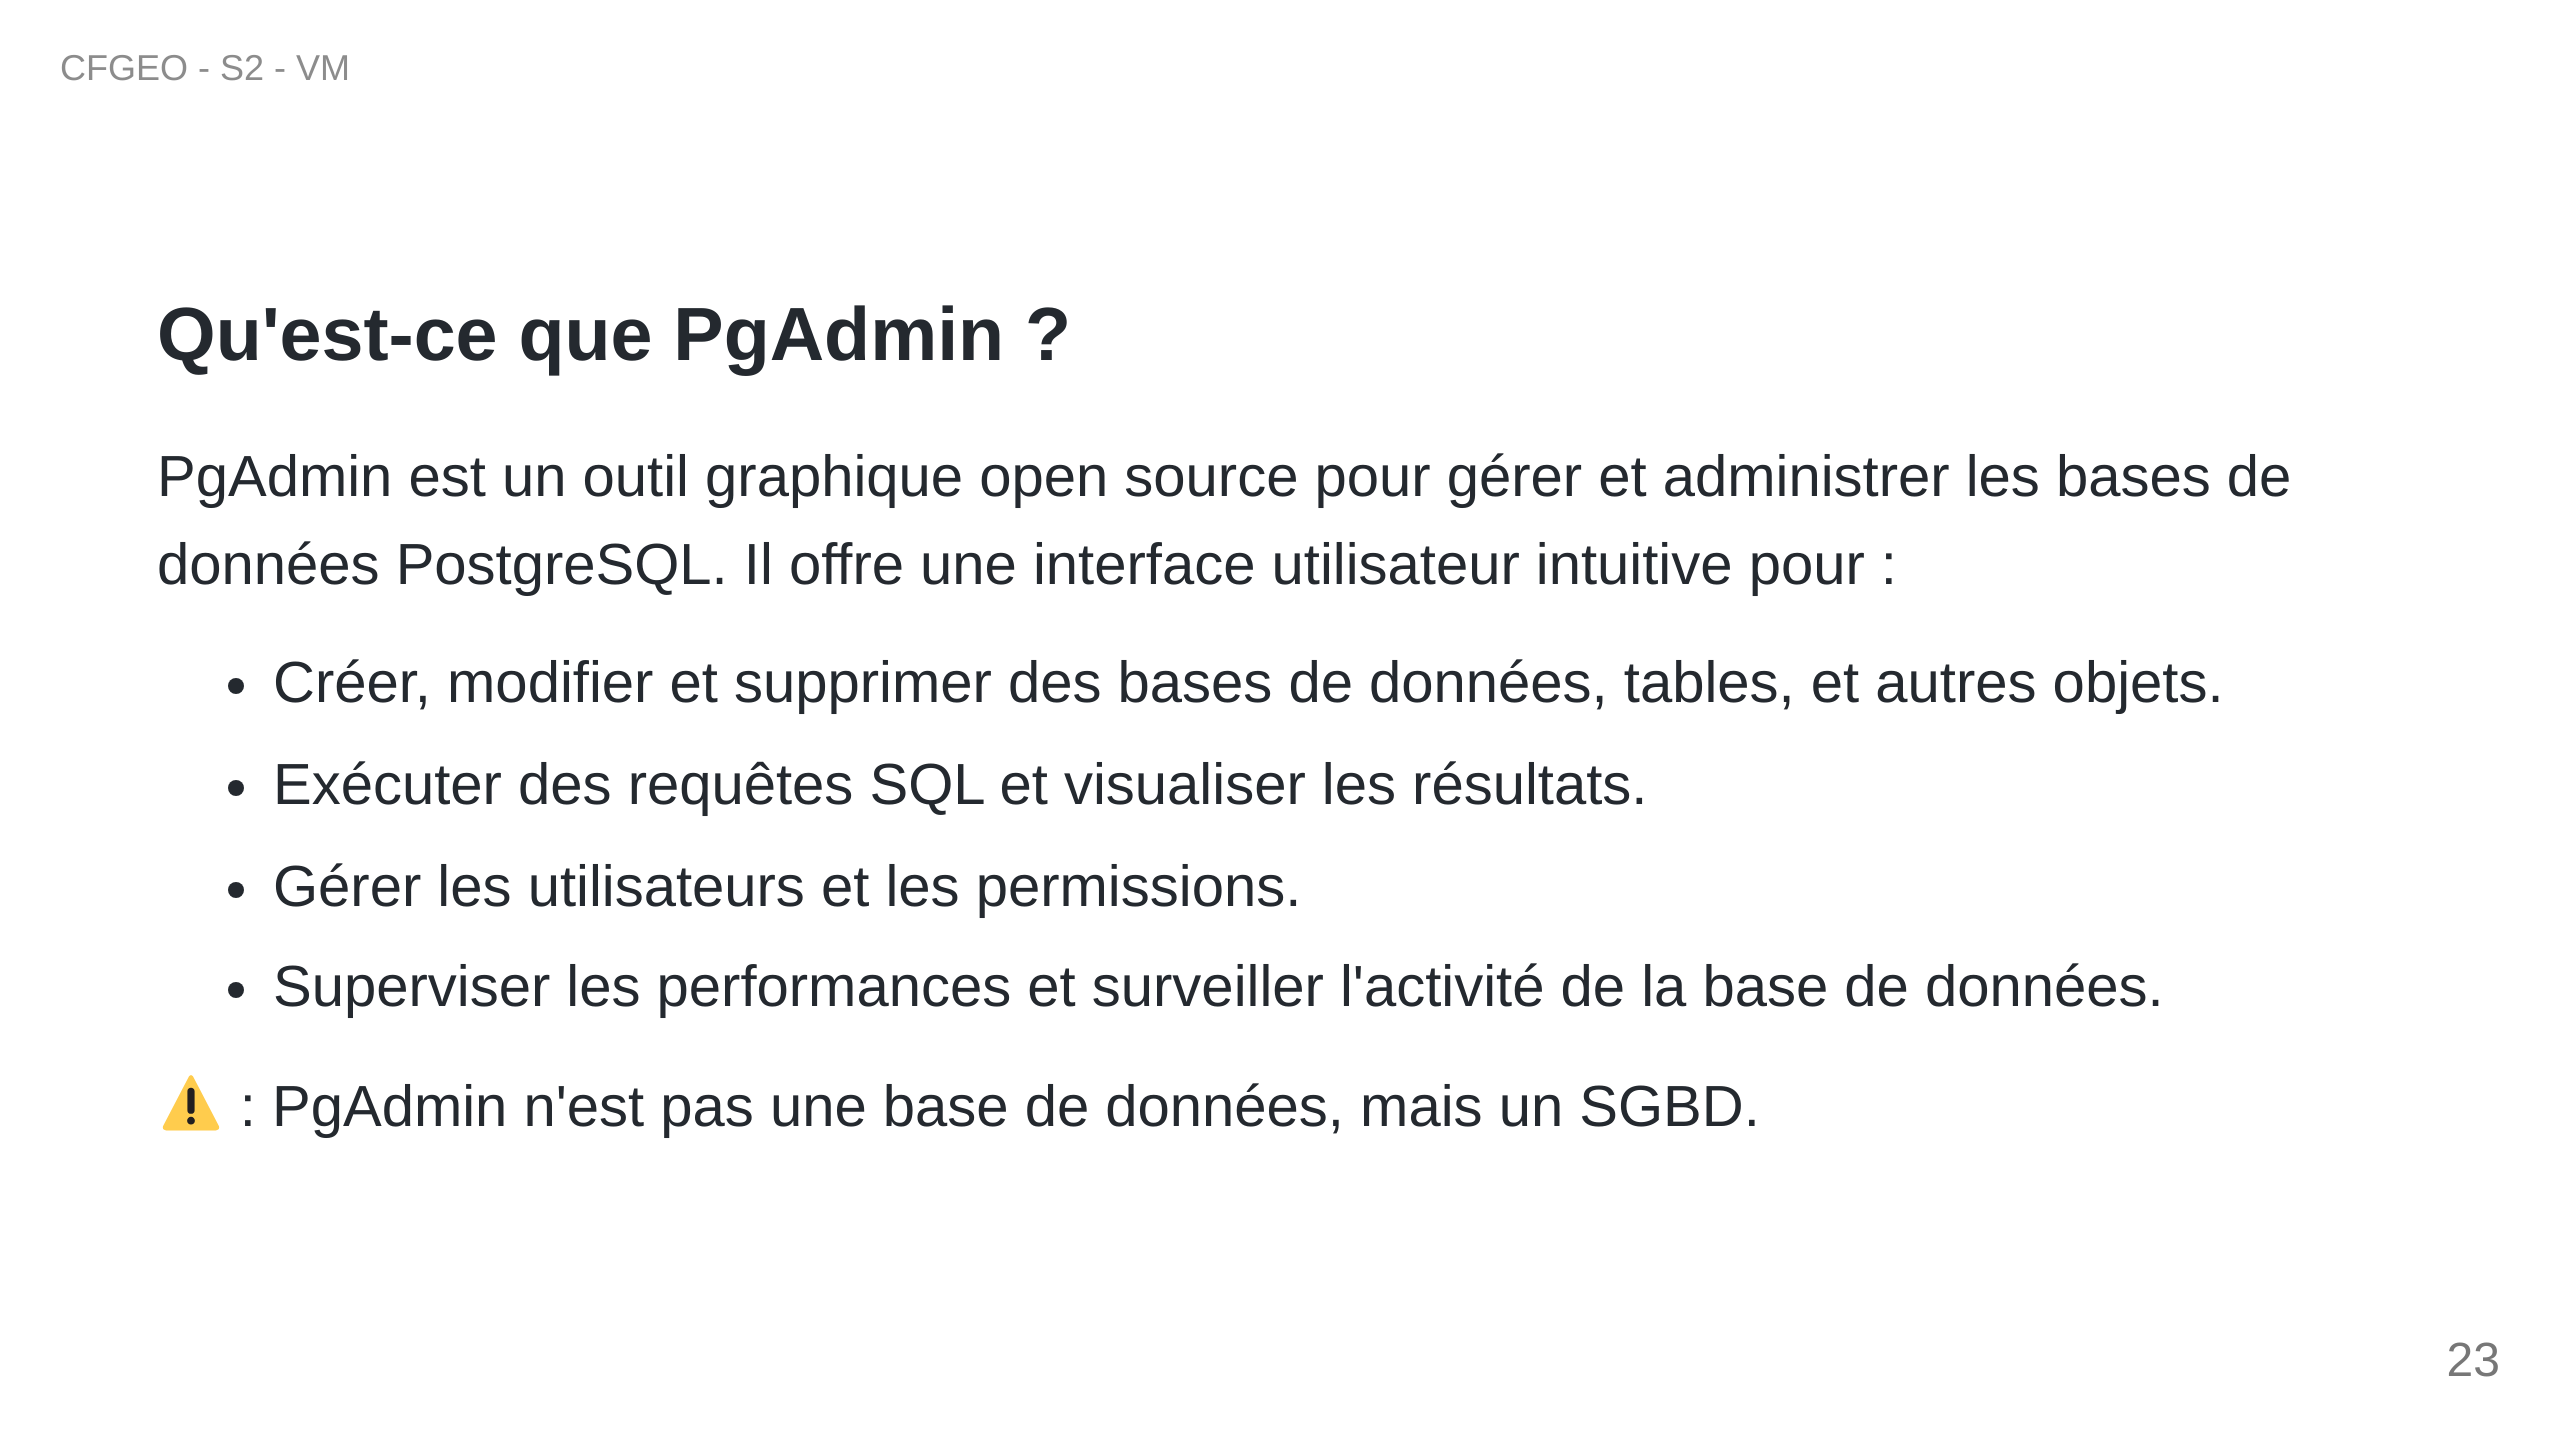 CFGEO - S2 - VM
Qu'est-ce que PgAdmin ?
PgAdmin est un outil graphique open source pour gérer et administrer les bases de
données PostgreSQL. Il offre une interface utilisateur intuitive pour :
• Créer, modifier et supprimer des bases de données, tables, et autres objets.
• Exécuter des requêtes SQL et visualiser les résultats.
• Gérer les utilisateurs et les permissions.
• Superviser les performances et surveiller l'activité de la base de données.
⚠️ : PgAdmin n'est pas une base de données, mais un SGBD.
23